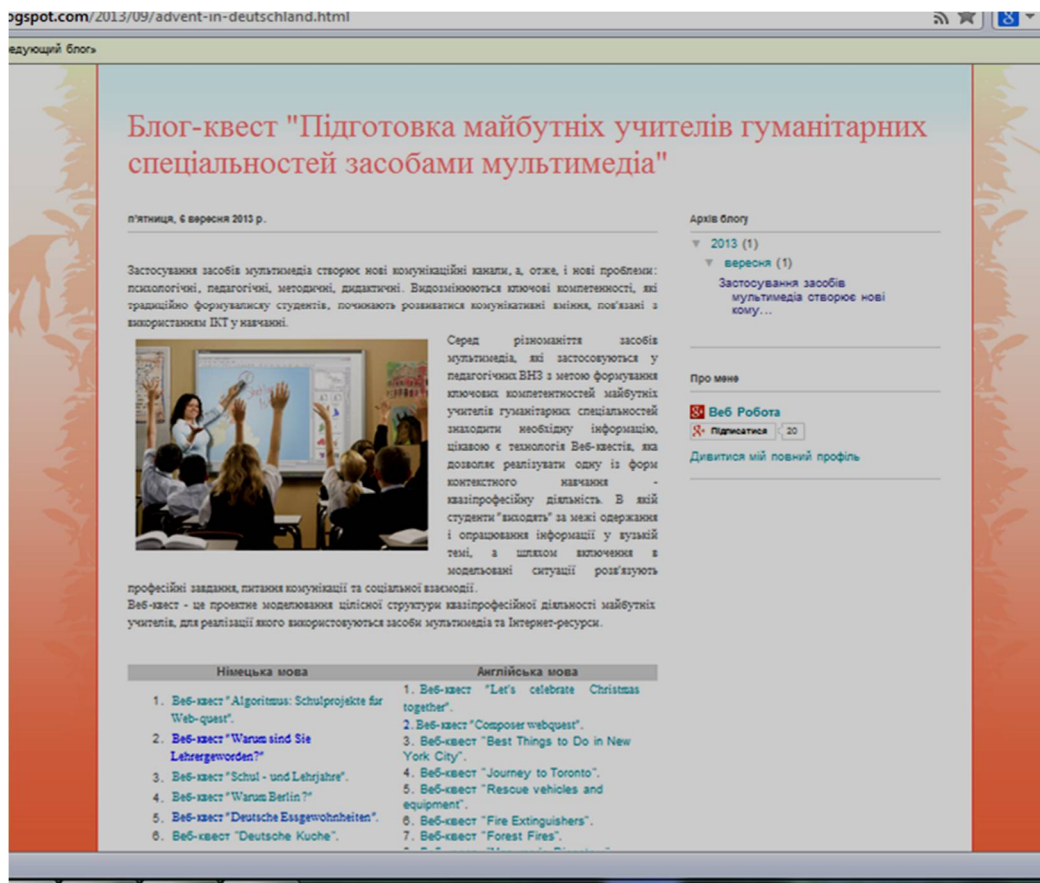 ogspot.com/2013/09/advent-in-deutschland.html
едующий блог»
Блог-квест "Підготовка майбутніх учителів гуманітарних
спеціальностей засобами мультимедіа"
п'ятниця, 6 вересня 2013 р.
Застосування засобів мультимедіа створює нові комунікаційні канали, а, отже, і нові проблеми:
психологічні, педагогічні, методичні, дидактичні. Видозмінюються ключові компетентності, які
традиційно формувалиску студентів, починають розвиватися комунікативні вміння, пов'язані з
використанням ІКТ у навчанні.
Серед різноманіття засобів
мультимедіа, які застосовуються у
педагогічних ВНЗ з метою формування
ключових компетентностей майбутніх
учителів гуманітарних спеціальностей
знаходити необхідну інформацію,
цікавою є технологія Веб-квестів, яка
дозволяє реалізувати одну із форм
контекстного навчання -
квазіпрофесійну діяльність. В якій
студенти "виходять" за межі одержання
і опрацювання інформації у вузькій
темі, а шляхом включення в
модельовані ситуації розв'язують
професійні завдання, питання комунікації та соціальної взаємодії.
Веб-квест - це проектне моделювання цілісної структури квазіпрофесійної діяльності майбутніх
учителів, для реалізації якого використовуються засоби мультимедіа та Інтернет-ресурси.
Німецька мова
1. Веб-квест "Algoritmus: Schulprojekte fur
Web-quest".
2. Веб-квест "Warum sind Sie
Lehrergeworden?"
3. Веб-квест "Schul - und Lehrjahre".
4. Веб-квест "Warum Berlin ?"
5. Веб-квест "Deutsche Essgewohnheiten".
6. Веб-квест "Deutsche Kuche".
Англійська мова
1. Веб-квест "Let's celebrate Christmas
together".
2. Веб-квест "Composer webquest".
3. Веб-квест "Best Things to Do in New
York City".
4. Веб-квест "Journey to Toronto".
5. Веб-квест "Rescue vehicles and
equipment".
6. Веб-квест "Fire Extinguishers".
7. Веб-квест "Forest Fires".
Архів блогу
▼ 2013 (1)
▼ вересня (1)
Застосування засобів
мультимедіа створює нові
кому...
Про мене
Веб Робота
Підписатися 20
Дивитися мій повний профіль